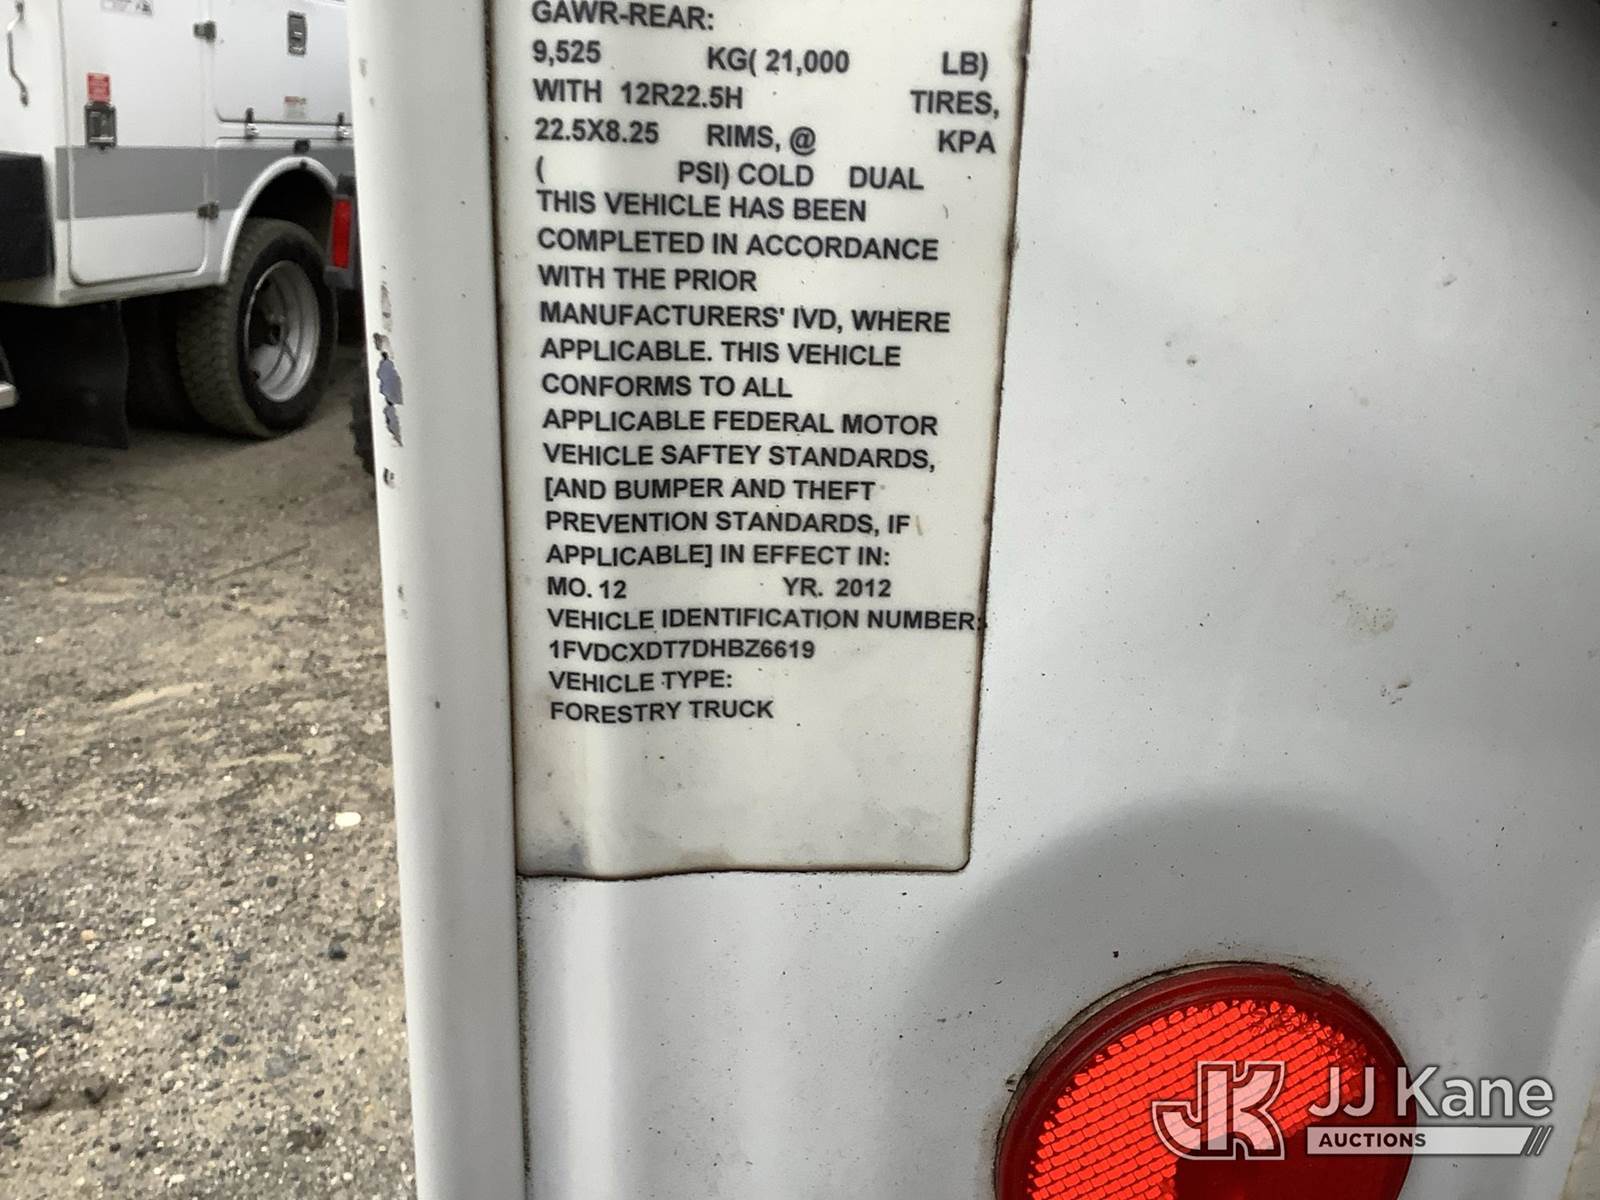 GAWR-REAR:
9,525 KG( 21,000 LB)
WITH 12R22.5H TIRES,
22.5X8.25 RIMS, @ KPA
( PSI) COLD DUAL
THIS VEHICLE HAS BEEN
COMPLETED IN ACCORDANCE
WITH THE PRIOR
MANUFACTURERS' IVD, WHERE
APPLICABLE. THIS VEHICLE
CONFORMS TO ALL
APPLICABLE FEDERAL MOTOR
VEHICLE SAFTEY STANDARDS,
[AND BUMPER AND THEFT
PREVENTION STANDARDS, IF
APPLICABLE] IN EFFECT IN:
MO. 12 YR. 2012
VEHICLE IDENTIFICATION NUMBER:
1FVDCXDT7DHBZ6619
VEHICLE TYPE:
FORESTRY TRUCK
JK JJ Kane
AUCTIONS